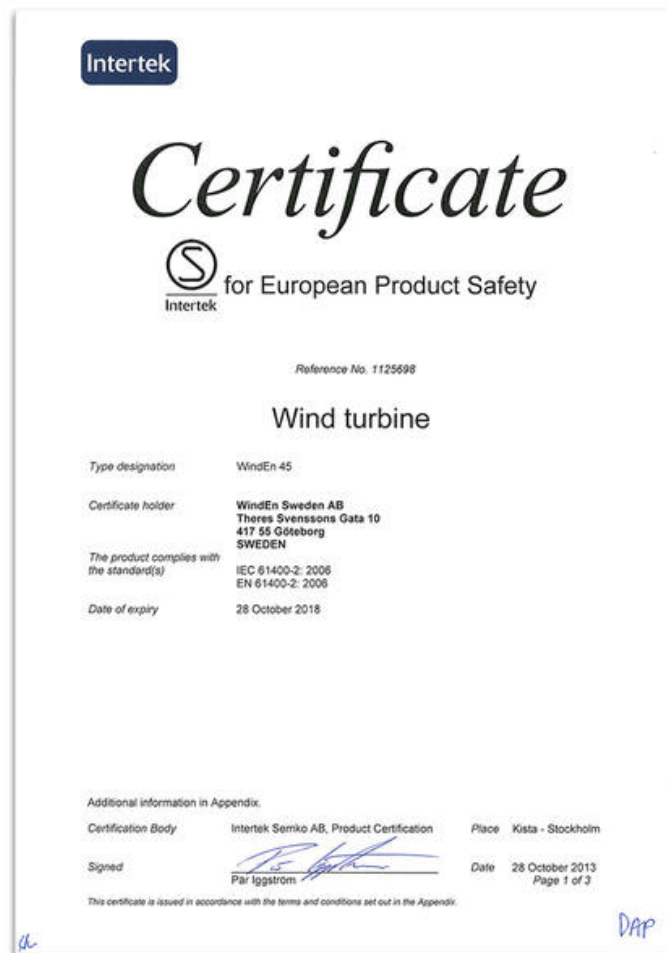 Intertek
Certificate
S
Intertek
for European Product Safety
Reference No. 1125698
Wind turbine
Type designation WindEn 45
Certificate holder WindEn Sweden AB
Theres Svenssons Gata 10
417 55 Göteborg
SWEDEN
The product complies with
the standard(s) IEC 61400-2: 2006
EN 61400-2: 2006
Date of expiry 28 October 2018
Additional information in Appendix.
Certification Body Intertek Semko AB, Product Certification Place Kista - Stockholm
Signed Date 28 October 2013
Pär Iggström Page 1 of 3
This certificate is issued in accordance with the terms and conditions set out in the Appendix.
DAP